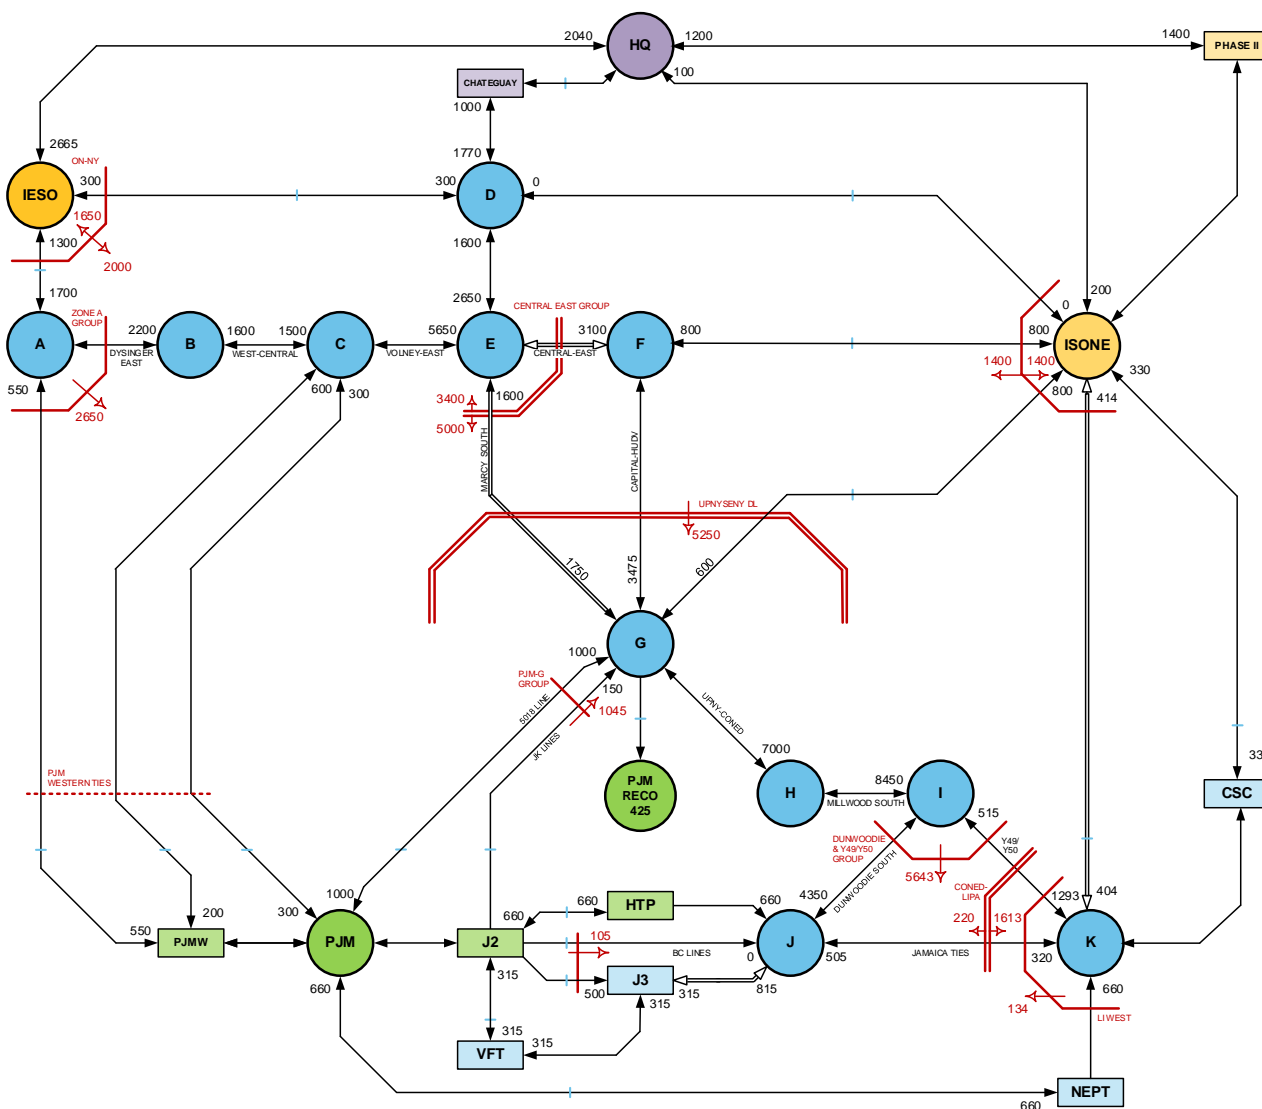 2040
HQ
1200
1400
PHASE II
100
CHATEGUAY
1000
2665
ON-NY
1770
IESO
300
300
D
0
1650
1300
2000
1600
1700
ZONE A
GROUP
2650
CENTRAL EAST GROUP
200
0
A
2200
B
1600
1500
C
5650
E
3100
F
800
800
ISONE
DYSINGER
EAST
WEST-CENTRAL
VOLNEY-EAST
CENTRAL-EAST
550
2650
600
300
3400
5000
1600
1400
1400
800
330
414
MARCY SOUTH
CAPITAL-HUDV
UPNYSENY DL
5250
1750
3475
600
G
1000
PJM-G
GROUP
150
1045
5018 LINE
JK LINES
UPNY-CONED
7000
PJM
WESTERN TIES
PJM
RECO
425
H
8450
I
MILLWOOD SOUTH
515
33
CSC
DUNWOODIE
& Y49/Y50
GROUP
DUNWOODIE SOUTH
5643
Y49/
Y50
CONED-
LIPA
1000
200
300
660
660
HTP
660
4350
1293
404
550
PJMW
PJM
J2
105
BC LINES
0
J
505
220
1613
JAMAICA TIES
320
K
660
315
500
J3
315
815
660
134
LI WEST
315
315
VFT
315
NEPT
660